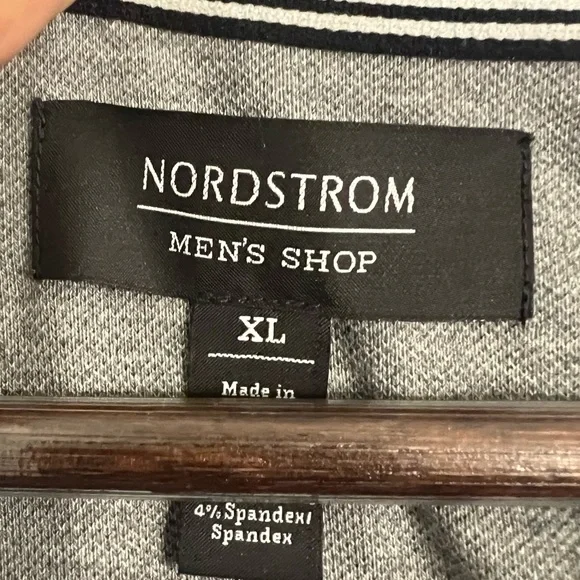 NORDSTROM
MEN'S SHOP
XL
Made in
4% Spandex/
Spandex